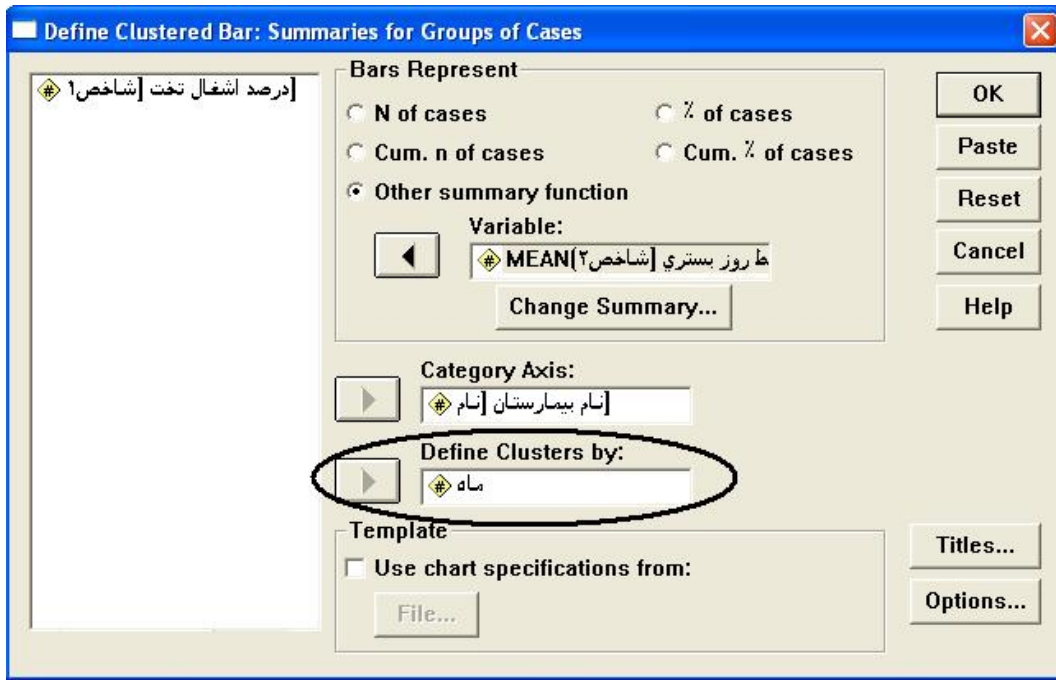 Define Clustered Bar: Summaries for Groups of Cases
درصد اشغال تخت [شاخص۱]
Bars Represent
N of cases
% of cases
Cum. n of cases
Cum. % of cases
Other summary function
Variable:
MEAN(ط روز بستري [شاخص۲
Change Summary...
Category Axis:
نام بيمارستان [نام]
Define Clusters by:
ماه
Template
Use chart specifications from:
File...
OK
Paste
Reset
Cancel
Help
Titles...
Options...